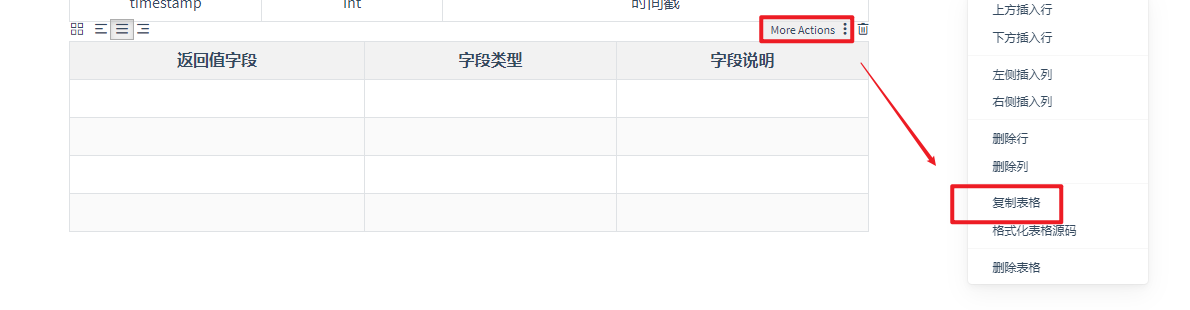 timestamp int 时间戳
More Actions
返回值字段 字段类型 字段说明
上方插入行
下方插入行
左侧插入列
右侧插入列
删除行
删除列
复制表格
格式化表格源码
删除表格